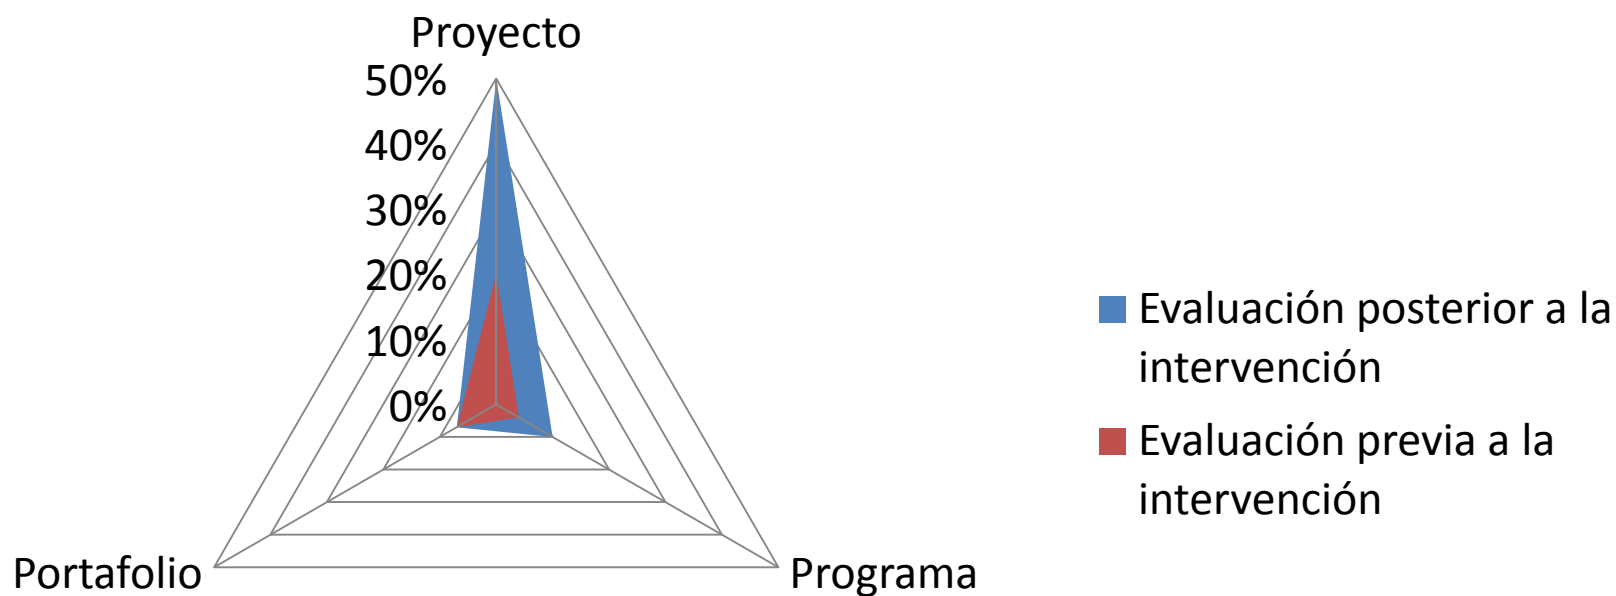 Proyecto
50%
40%
30%
20%
10%
0%
Portafolio
Programa
Evaluación posterior a la
intervención
Evaluación previa a la
intervención